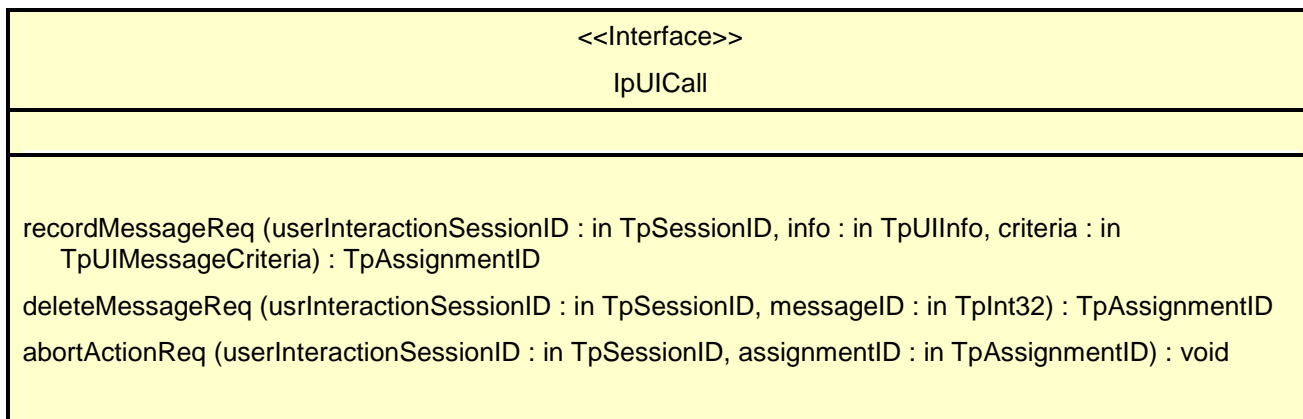 <<Interface>>
IpUICall
recordMessageReq (userInteractionSessionID : in TpSessionID, info : in TpUIInfo, criteria : in
TpUIMessageCriteria) : TpAssignmentID
deleteMessageReq (usrInteractionSessionID : in TpSessionID, messageID : in TpInt32) : TpAssignmentID
abortActionReq (userInteractionSessionID : in TpSessionID, assignmentID : in TpAssignmentID) : void